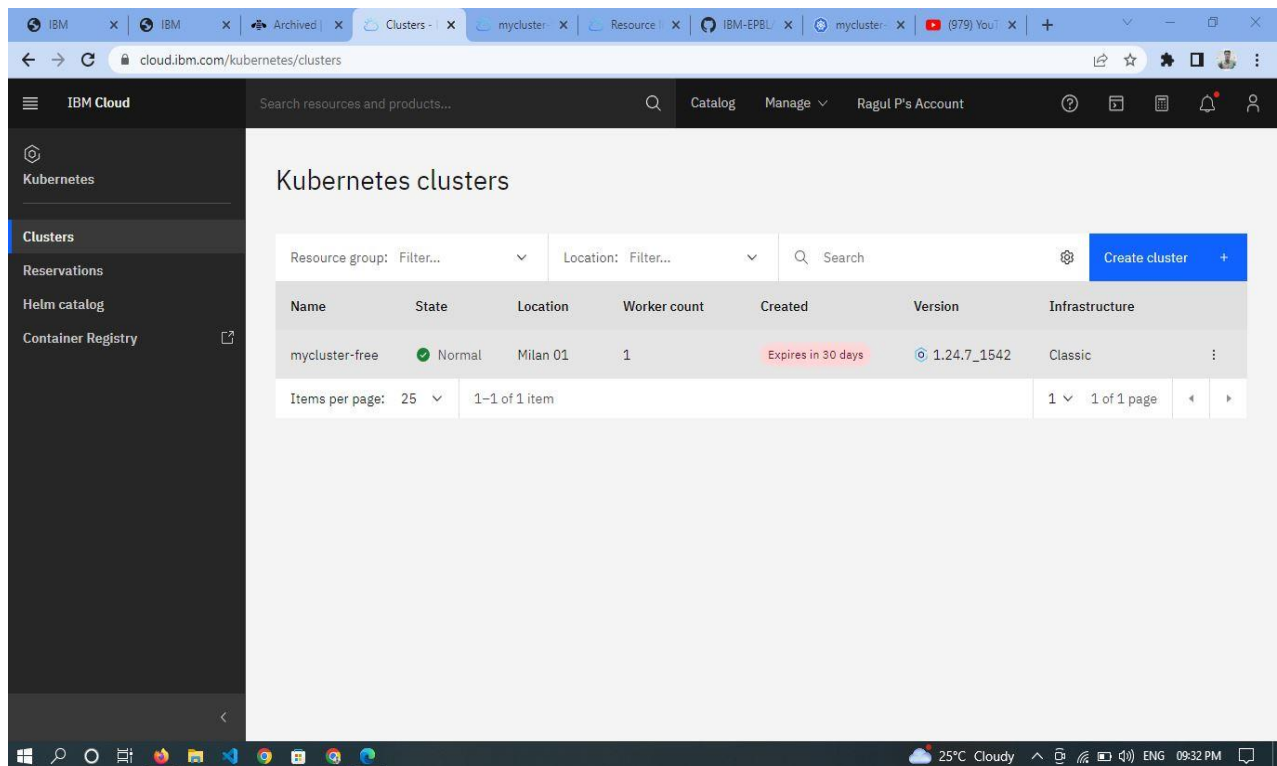 IBM IBM Archived | Clusters - I mycluster- Resource l IBM-EPBL/ mycluster- (979) YouT
cloud.ibm.com/kubernetes/clusters
IBM Cloud Search resources and products... Catalog Manage Ragul P's Account
Kubernetes
Clusters
Reservations
Helm catalog
Container Registry
Kubernetes clusters
Resource group: Filter... Location: Filter... Search Create cluster +
Name State Location Worker count Created Version Infrastructure
mycluster-free Normal Milan 01 1 Expires in 30 days 1.24.7_1542 Classic
Items per page: 25 1–1 of 1 item 1 1 of 1 page
25°C Cloudy ENG 09:32 PM